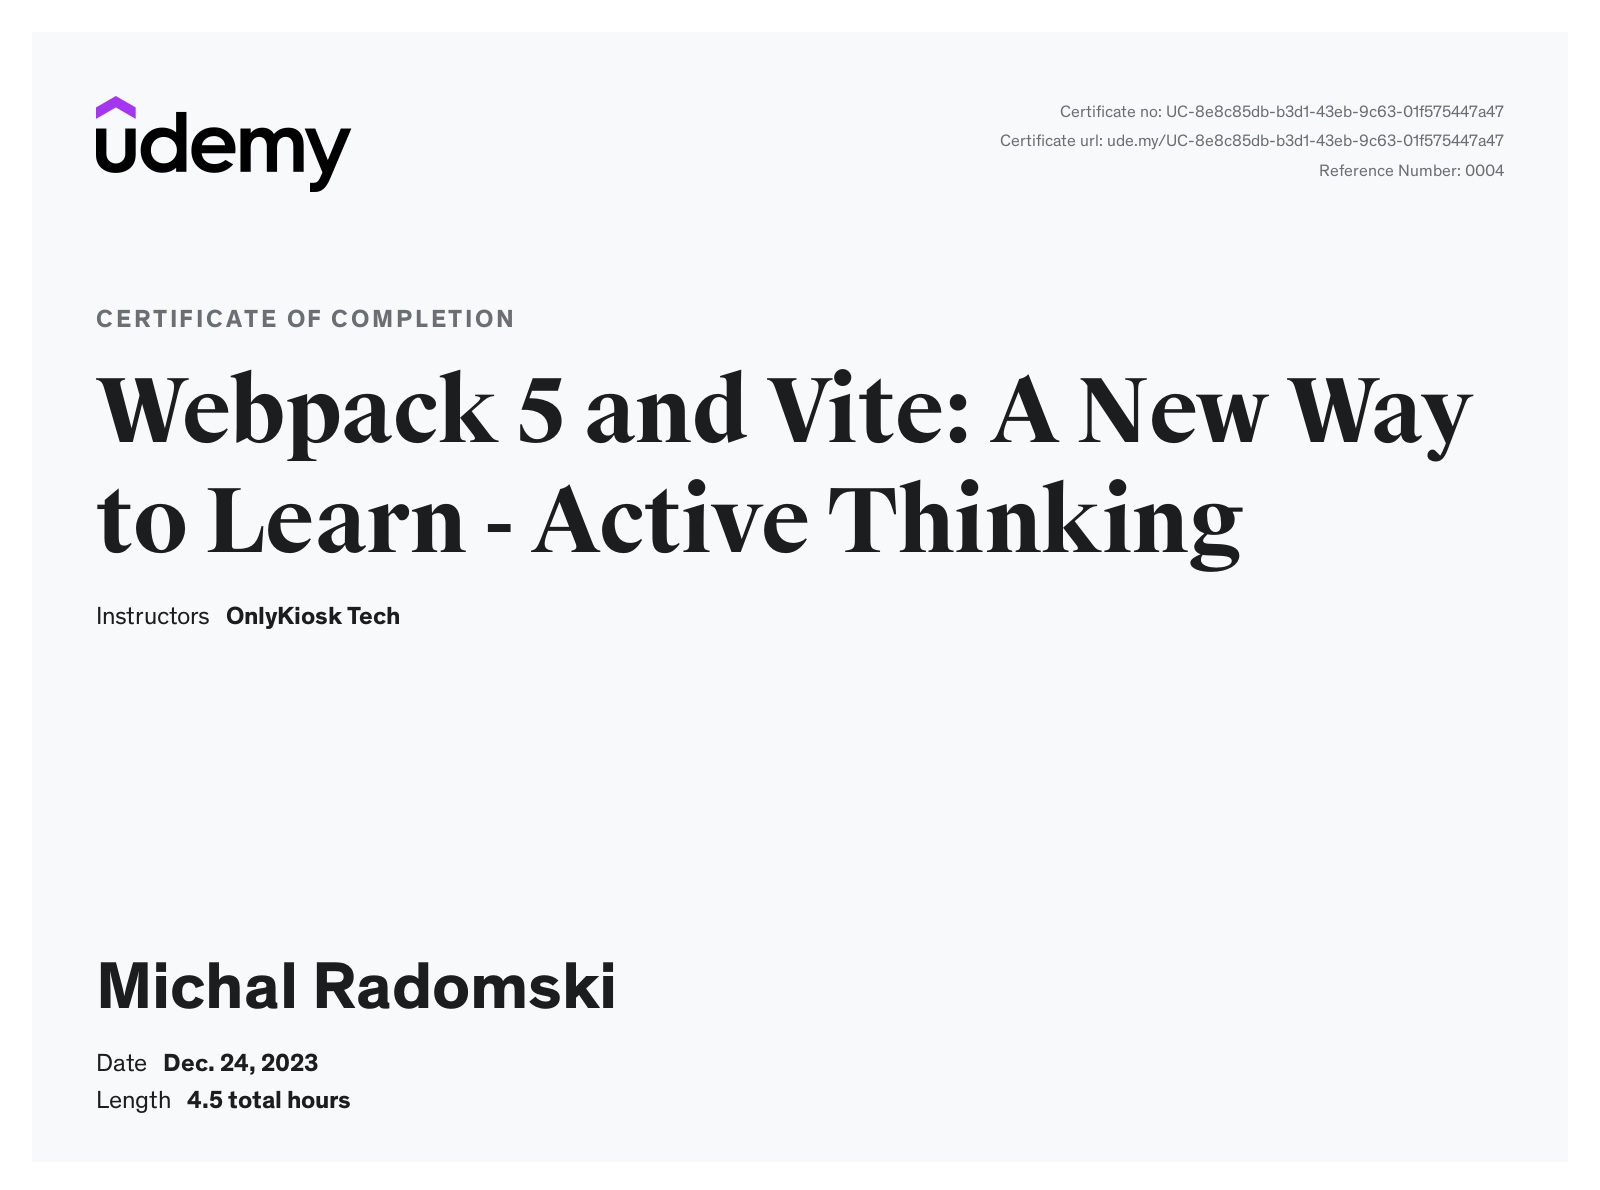 udemy
Certificate no: UC-8e8c85db-b3d1-43eb-9c63-01f575447a47
Certificate url: ude.my/UC-8e8c85db-b3d1-43eb-9c63-01f575447a47
Reference Number: 0004
CERTIFICATE OF COMPLETION
Webpack 5 and Vite: A New Way
to Learn - Active Thinking
Instructors OnlyKiosk Tech
Michal Radomski
Date Dec. 24, 2023
Length 4.5 total hours